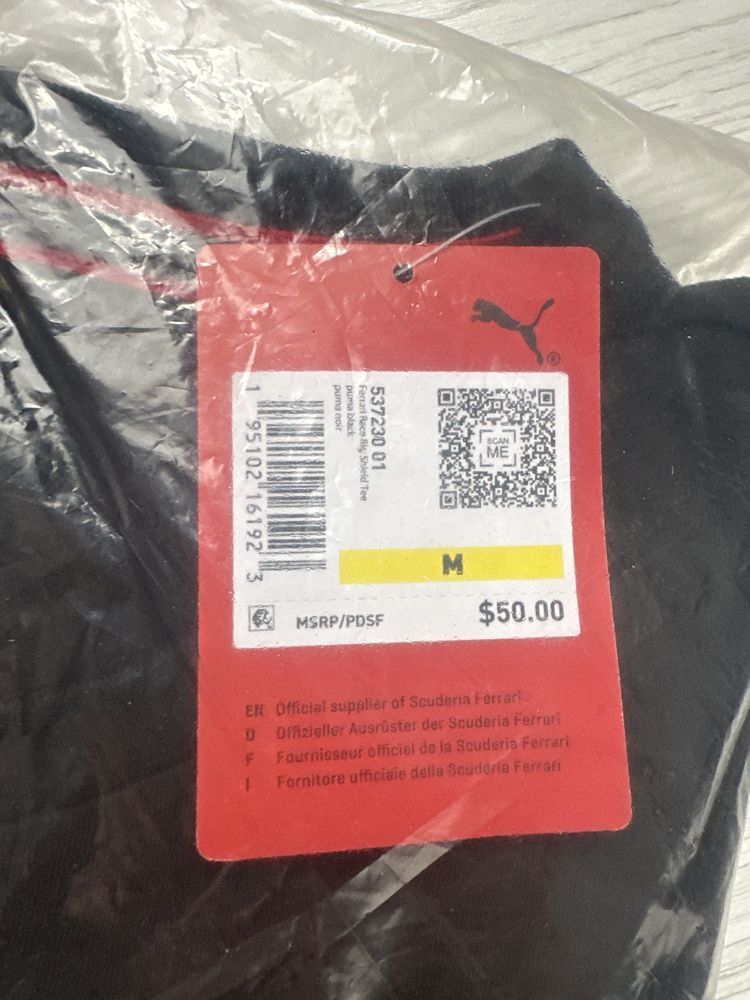 ®
537230 01
Ferrari Race Big Shield Tee
puma black
puma noir
1 95102 16192 3
SCAN
ME
M
MSRP/PDSF
$50.00
EN Official supplier of Scuderia Ferrari
D Offizieller Ausrüster der Scuderia Ferrari
F Fournisseur officiel de la Scuderia Ferrari
I Fornitore ufficiale della Scuderia Ferrari